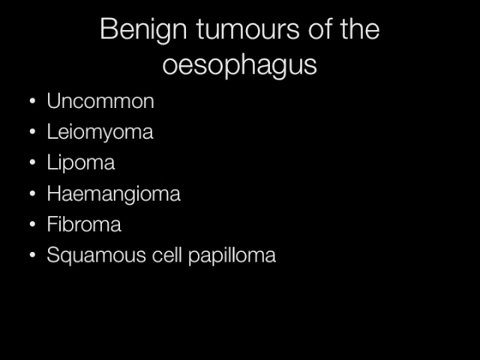 Benign tumours of the
oesophagus
• Uncommon
• Leiomyoma
• Lipoma
• Haemangioma
• Fibroma
• Squamous cell papilloma